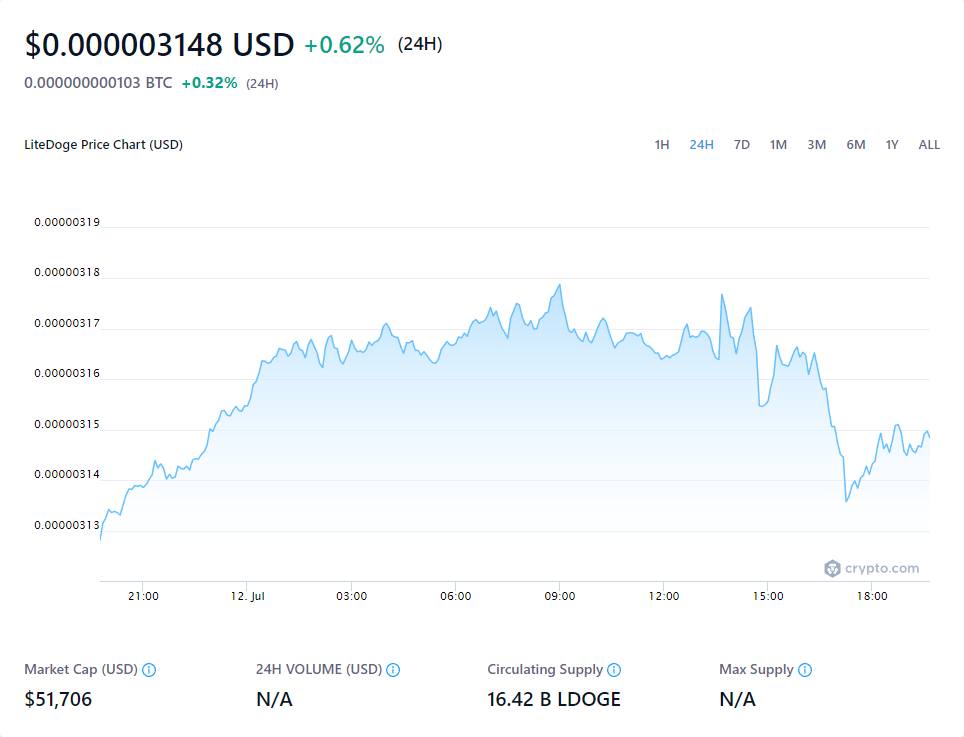 $0.000003148 USD +0.62% (24H)
0.000000000103 BTC +0.32% (24H)
LiteDoge Price Chart (USD) 1H 24H 7D 1M 3M 6M 1Y ALL
0.00000319
0.00000318
0.00000317
0.00000316
0.00000315
0.00000314
0.00000313
crypto.com
21:00 12. Jul 03:00 06:00 09:00 12:00 15:00 18:00
Market Cap (USD) 24H VOLUME (USD) Circulating Supply Max Supply
$51,706 N/A 16.42 B LDOGE N/A